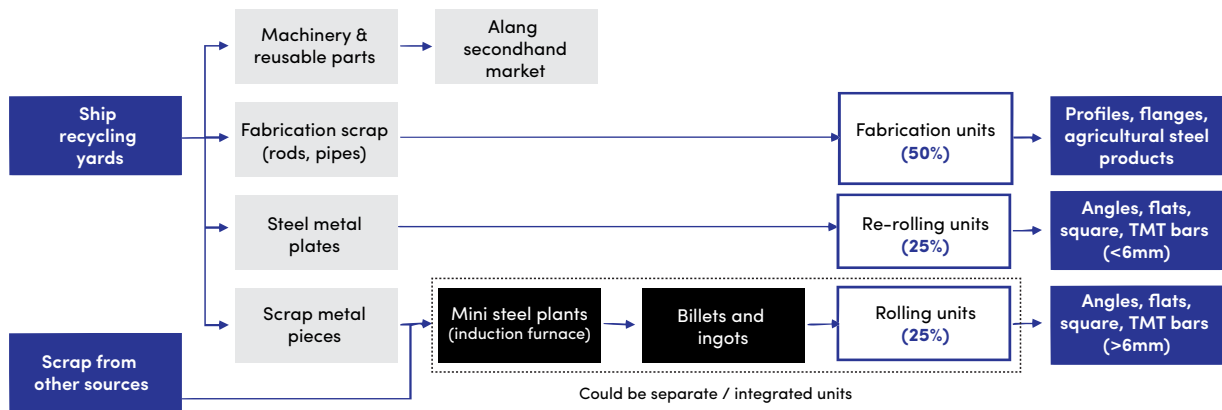 Machinery &
reusable parts
Alang
secondhand
market
Ship
recycling
yards
Fabrication scrap
(rods, pipes)
Fabrication units
(50%)
Profiles, flanges,
agricultural steel
products
Steel metal
plates
Re-rolling units
(25%)
Angles, flats,
square, TMT bars
(<6mm)
Scrap metal
pieces
Mini steel plants
(induction furnace)
Billets and
ingots
Rolling units
(25%)
Angles, flats,
square, TMT bars
(>6mm)
Scrap from
other sources
Could be separate / integrated units